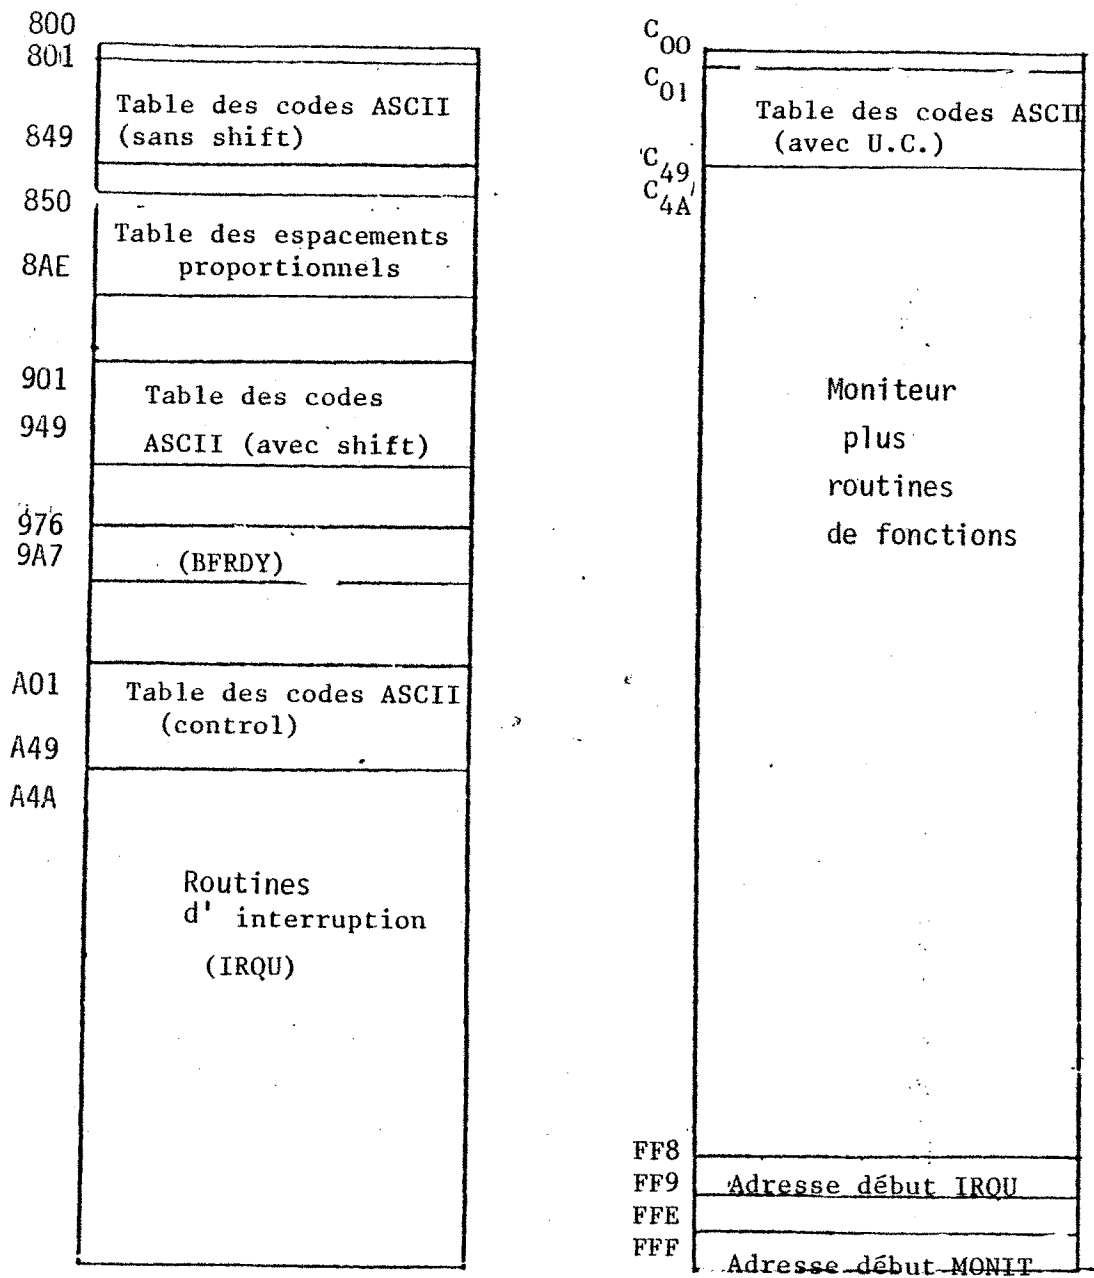 800
801
Table des codes ASCII
849 (sans shift)
850
Table des espacements
8AE proportionnels
901
Table des codes
949
ASCII (avec shift)
976
9A7 (BFRDY)
A01
Table des codes ASCII
(control)
A49
A4A
Routines
d' interruption
(IRQU)
C00
C01
Table des codes ASCII
(avec U.C.)
C49
C4A
Moniteur
plus
routines
de fonctions
FF8
FF9 Adresse début IRQU
FFE
FFF
Adresse début MONIT